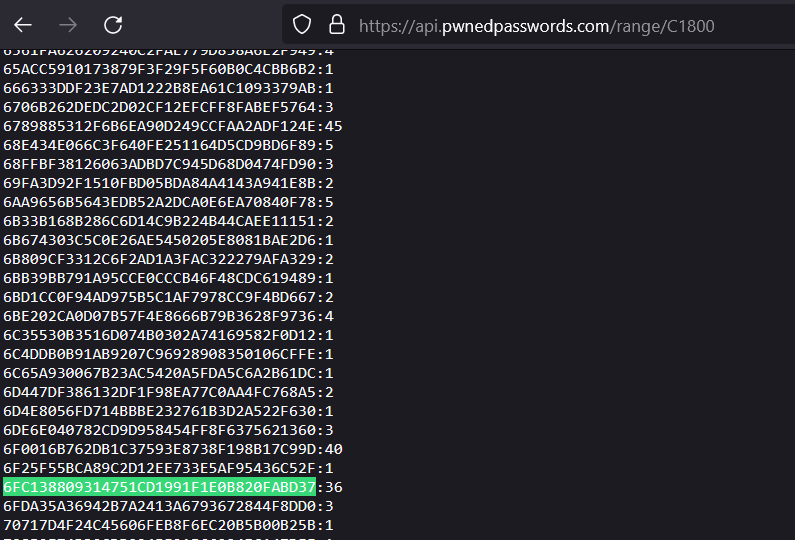 https://api.pwnedpasswords.com/range/C1800
65ACC5910173879F3F29F5F60B0C4CBB6B2:1
666333DDF23E7AD1222B8EA61C1093379AB:1
6706B262DEDC2D02CF12EFCFF8FABEF5764:3
6789885312F6B6EA90D249CCFAA2ADF124E:45
68E434E066C3F640FE251164D5CD9BD6F89:5
68FFBF38126063ADBD7C945D68D0474FD90:3
69FA3D92F1510FBD05BDA84A4143A941E8B:2
6AA9656B5643EDB52A2DCA0E6EA70840F78:5
6B33B168B286C6D14C9B224B44CAEE11151:2
6B674303C5C0E26AE5450205E8081BAE2D6:1
6B809CF3312C6F2AD1A3FAC322279AFA329:2
6BB39BB791A95CCE0CCCB46F48CDC619489:1
6BD1CC0F94AD975B5C1AF7978CC9F4BD667:2
6BE202CA0D07B57F4E8666B79B3628F9736:4
6C35530B3516D074B0302A74169582F0D12:1
6C4DDB0B91AB9207C96928908350106CFFE:1
6C65A930067B23AC5420A5FDA5C6A2B61DC:1
6D447DF386132DF1F98EA77C0AA4FC768A5:2
6D4E8056FD714BBBE232761B3D2A522F630:1
6DE6E040782CD9D958454FF8F6375621360:3
6F0016B762DB1C37593E8738F198B17C99D:40
6F25F55BCA89C2D12EE733E5AF95436C52F:1
6FC138809314751CD1991F1E0B820FABD37:36
6FDA35A36942B7A2413A6793672844F8DD0:3
70717D4F24C45606FEB8F6EC20B5B00B25B:1